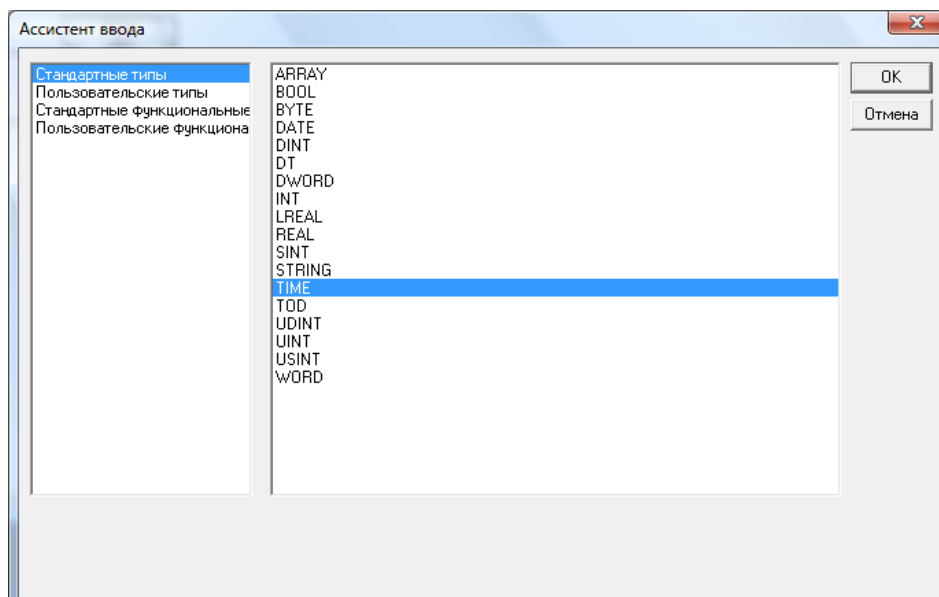 Ассистент ввода
Стандартные типы
Пользовательские типы
Стандартные функциональные
Пользовательские функциона
ARRAY
BOOL
BYTE
DATE
DINT
DT
DWORD
INT
LREAL
REAL
SINT
STRING
TIME
TOD
UDINT
UINT
USINT
WORD
OK
Отмена